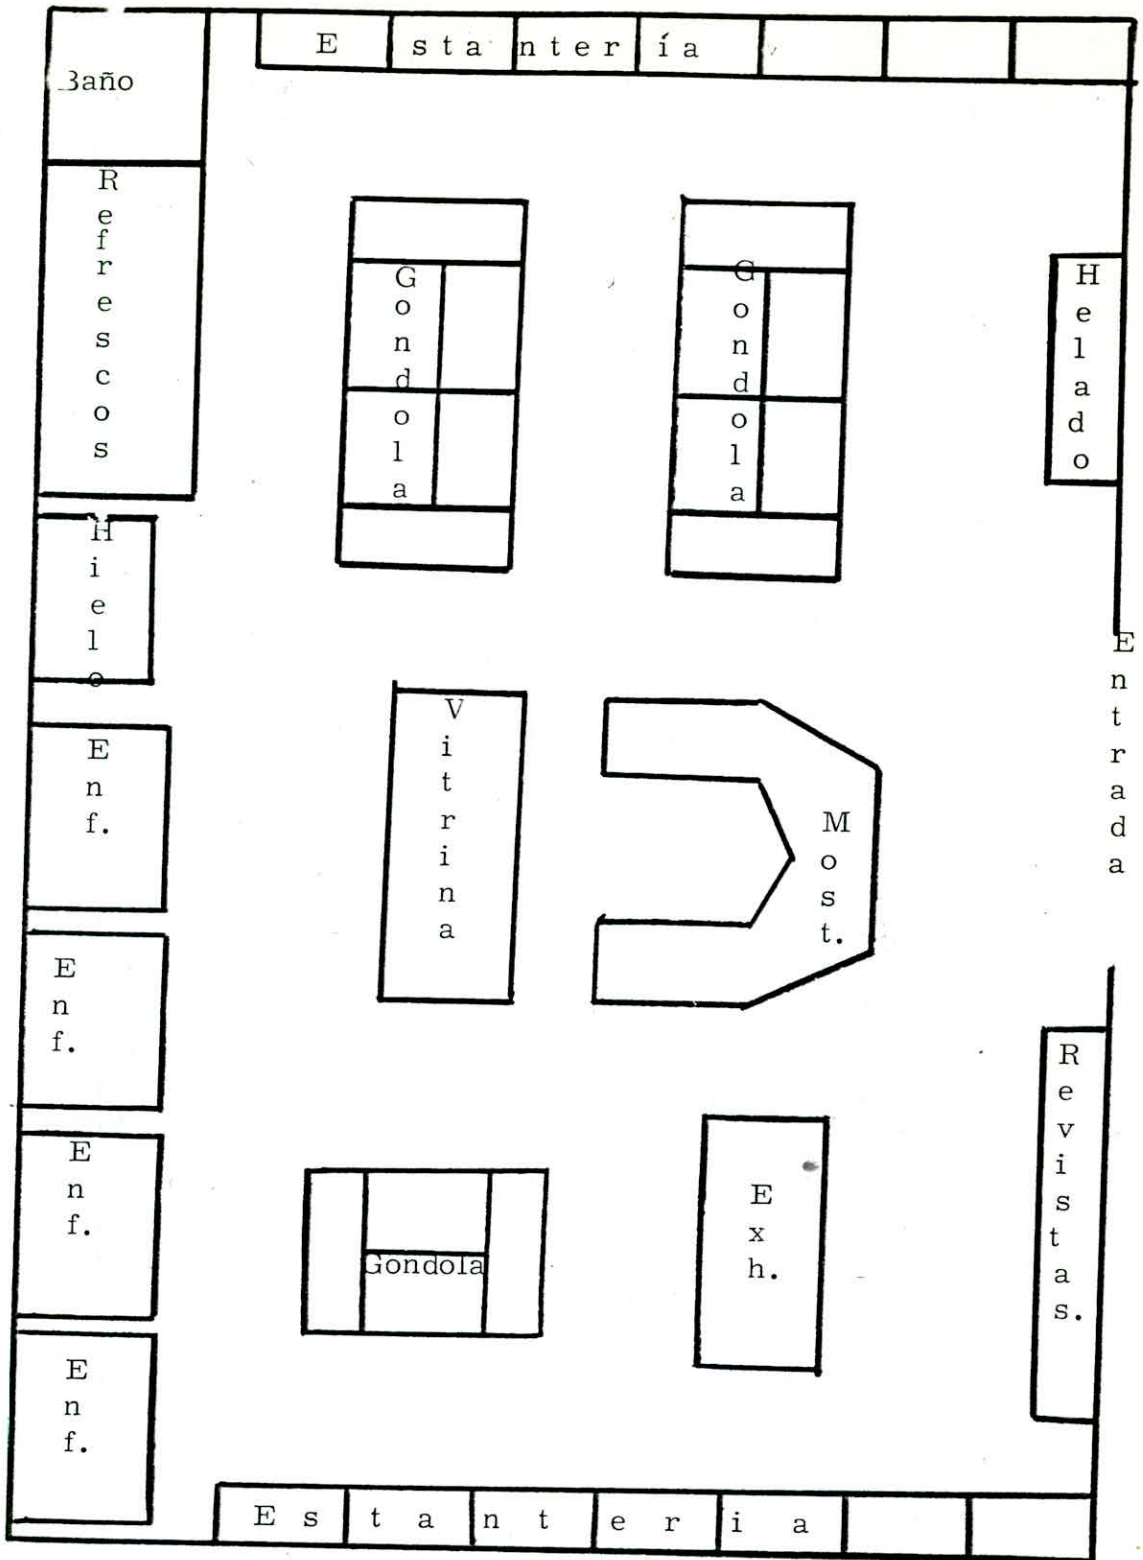 Estantería
Baño
Refrescos
Gondola
Gondola
Helado
Hielo
Entrada
Enf.
Vitrina
Most.
Enf.
Revistas.
Enf.
Exh.
Gondola
Enf.
Estanteria